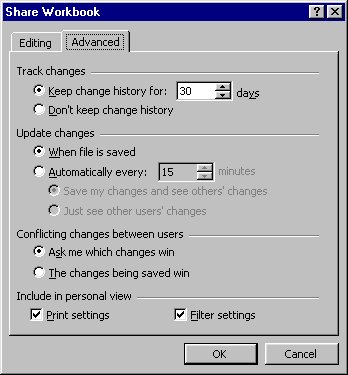 Share Workbook
Editing Advanced
Track changes
Keep change history for: 30 days
Don't keep change history
Update changes
When file is saved
Automatically every: 15 minutes
Save my changes and see others' changes
Just see other users' changes
Conflicting changes between users
Ask me which changes win
The changes being saved win
Include in personal view
Print settings Filter settings
OK Cancel